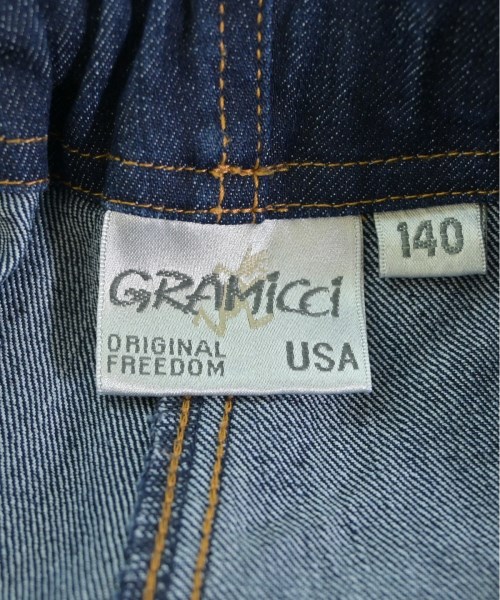 GRAMiCCi
ORIGINAL
FREEDOM
USA
140